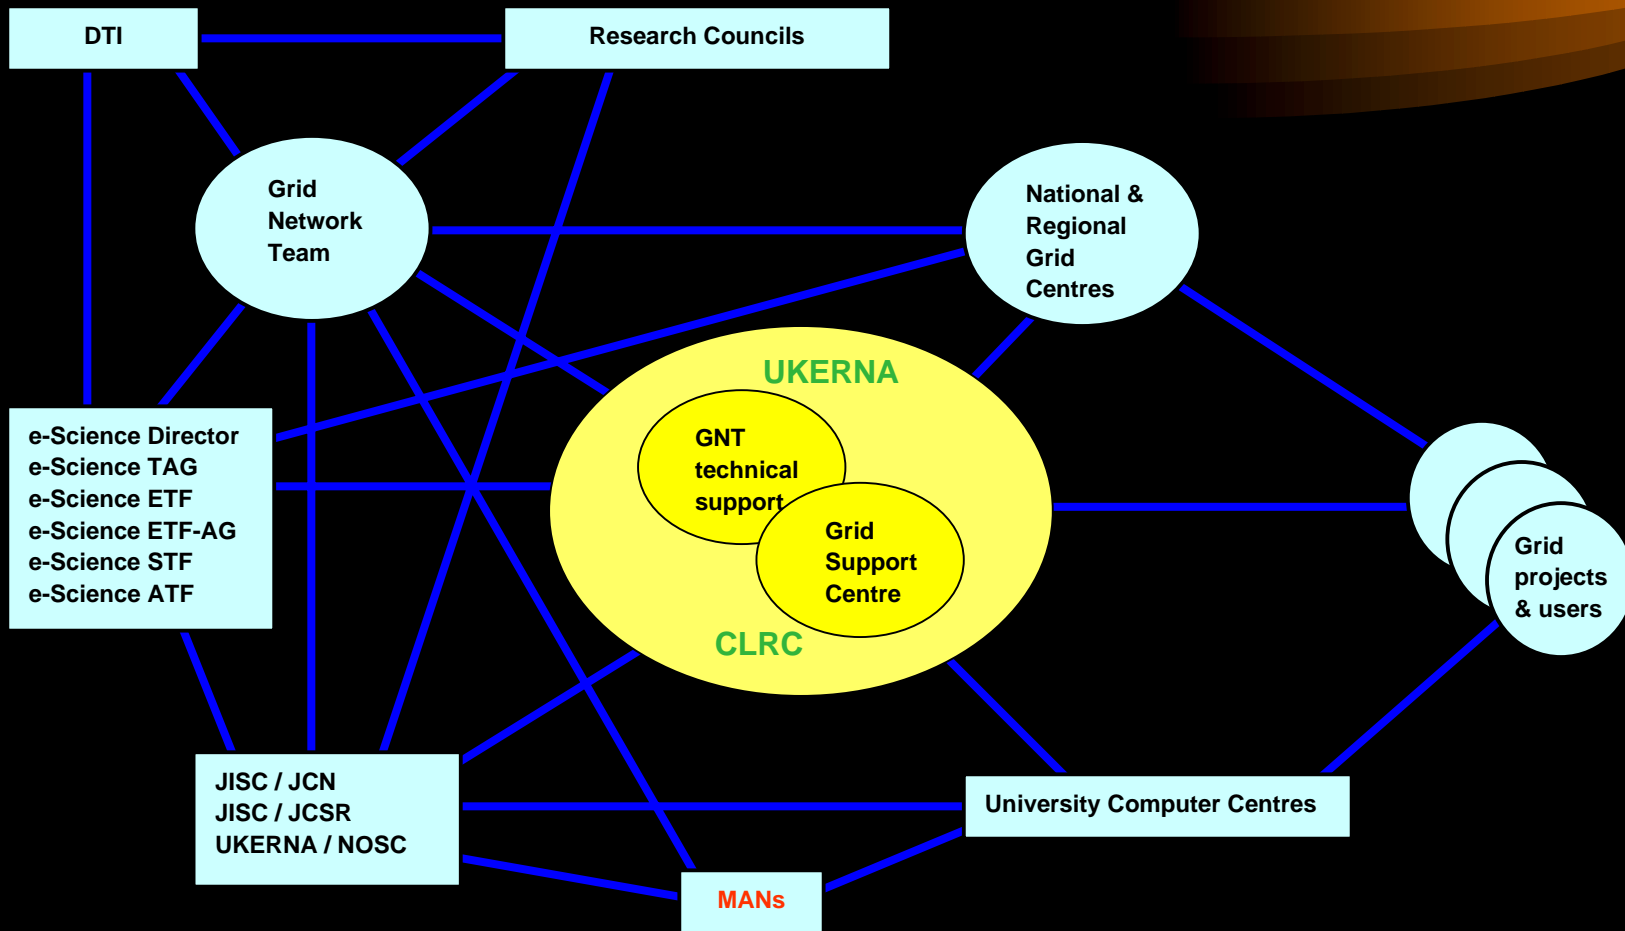 DTI
Research Councils
Grid
Network
Team
National &
Regional
Grid
Centres
UKERNA
e-Science Director
e-Science TAG
e-Science ETF
e-Science ETF-AG
e-Science STF
e-Science ATF
GNT
technical
support
Grid
Support
Centre
CLRC
Grid
projects
& users
JISC / JCN
JISC / JCSR
UKERNA / NOSC
University Computer Centres
MANs